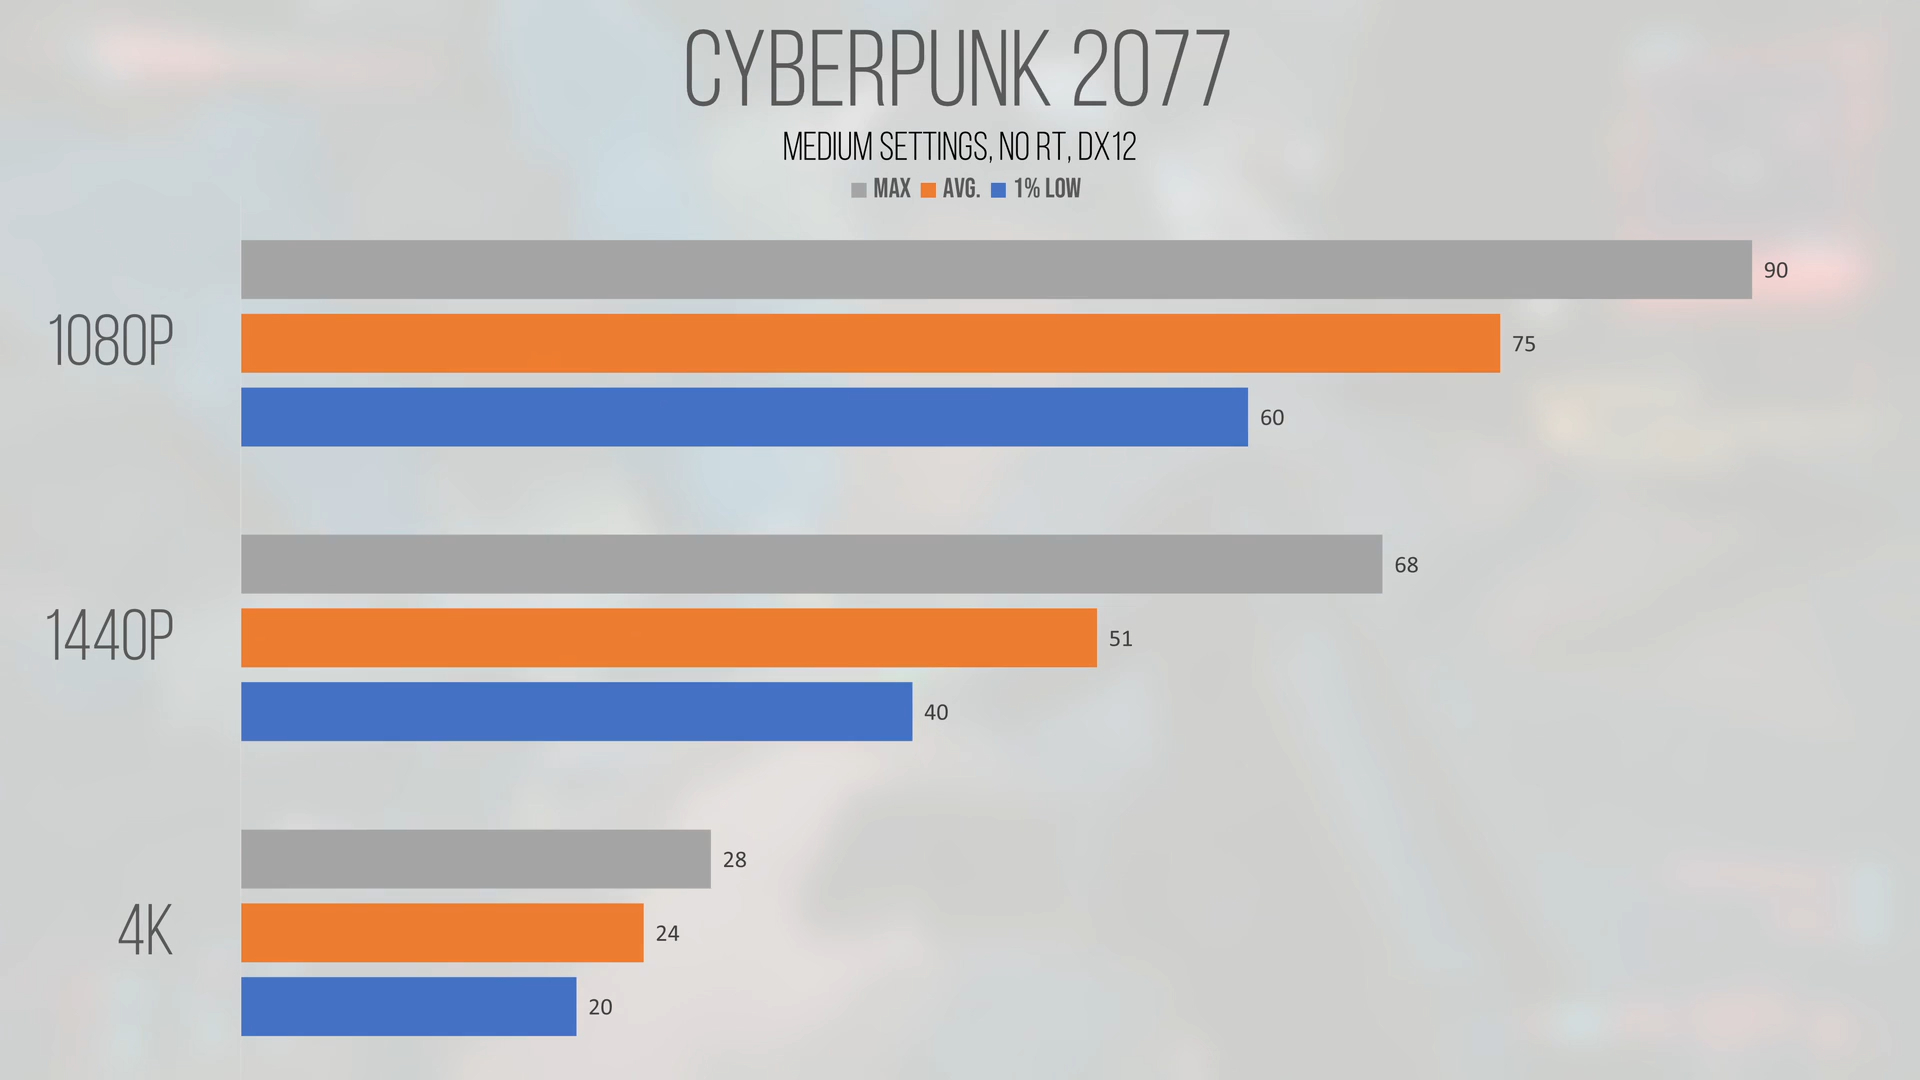 CYBERPUNK 2077
MEDIUM SETTINGS, NO RT, DX12
MAX AVG. 1% LOW
90
1080P
75
60
68
1440P
51
40
28
4K
24
20